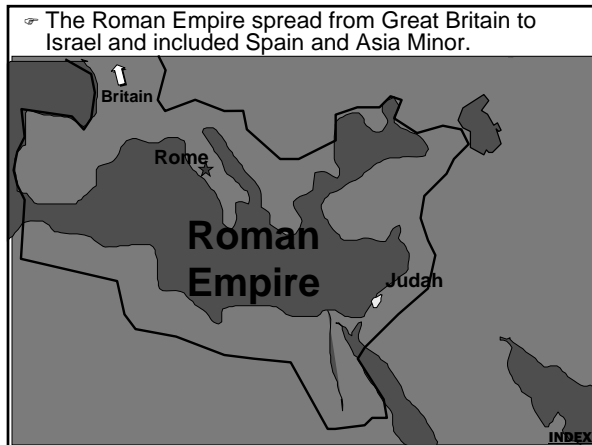 ☞ The Roman Empire spread from Great Britain to
Israel and included Spain and Asia Minor.
Britain
Rome
Roman
Empire
Judah
INDEX